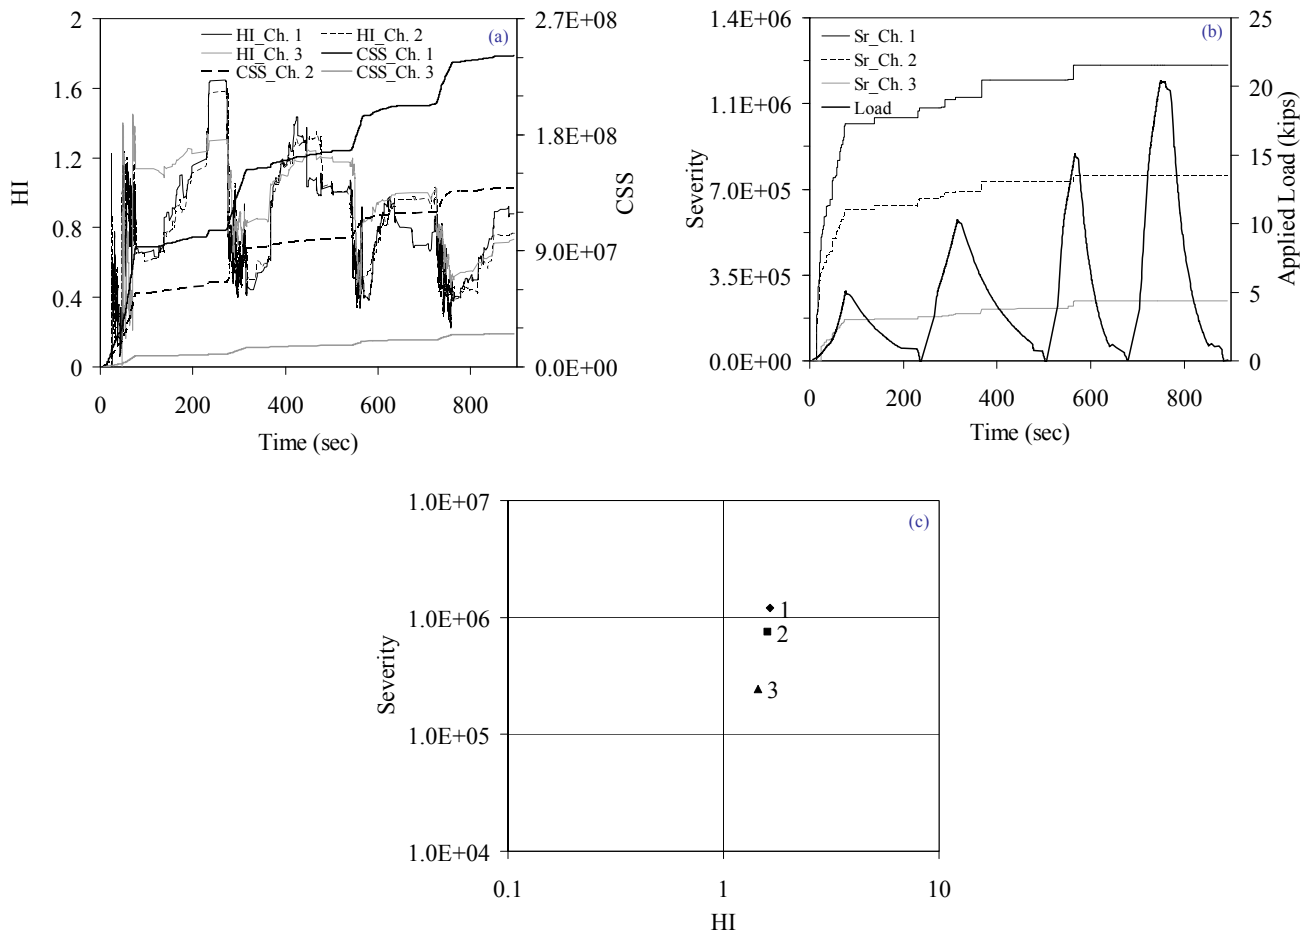 2
2.7E+08
(a)
HI_Ch. 1
HI_Ch. 2
HI_Ch. 3
CSS_Ch. 1
CSS_Ch. 2
CSS_Ch. 3
1.6
1.8E+08
1.2
HI
CSS
0.8
9.0E+07
0.4
0
0.0E+00
0 200 400 600 800
Time (sec)
1.4E+06
25
(b)
Sr_Ch. 1
Sr_Ch. 2
Sr_Ch. 3
Load
20
1.1E+06
Severity
15
Applied Load (kips)
7.0E+05
10
3.5E+05
5
0.0E+00
0
0 200 400 600 800
Time (sec)
1.0E+07
(c)
1
1.0E+06
2
Severity
3
1.0E+05
1.0E+04
0.1 1 10
HI